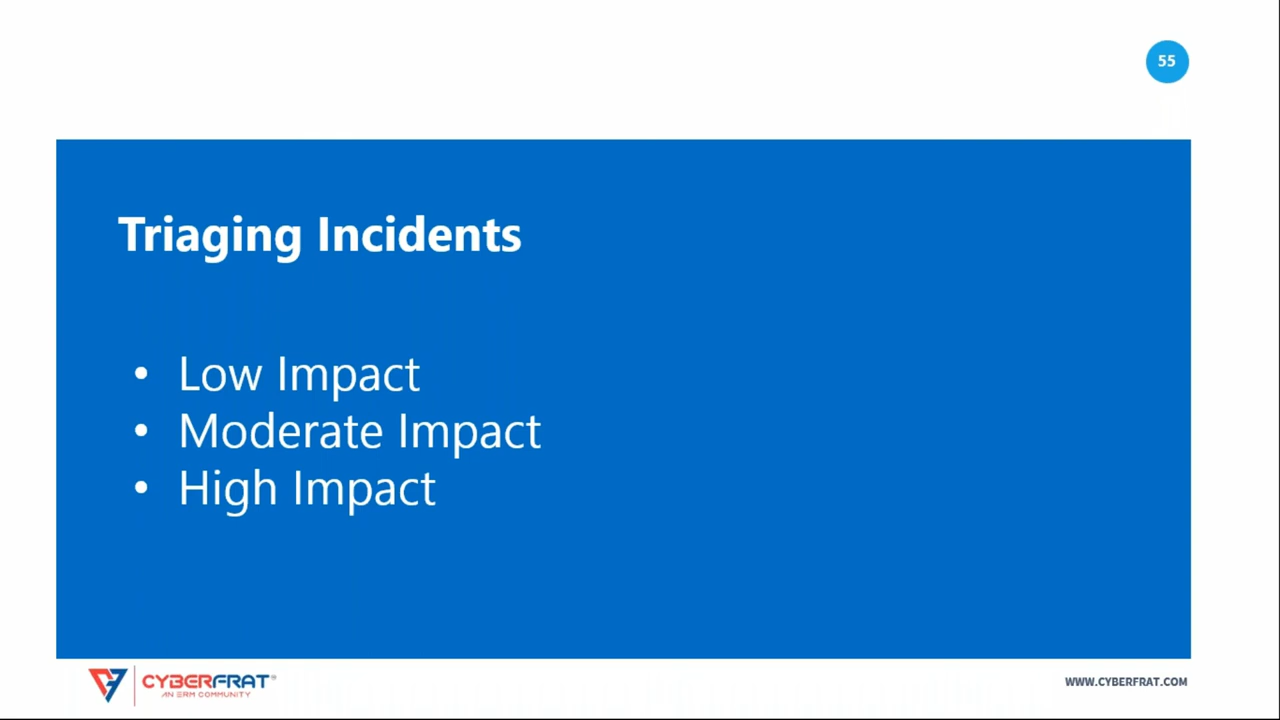 55
Triaging Incidents
• Low Impact
• Moderate Impact
• High Impact
CYBERFRAT®
AN ERM COMMUNITY
WWW.CYBERFRAT.COM